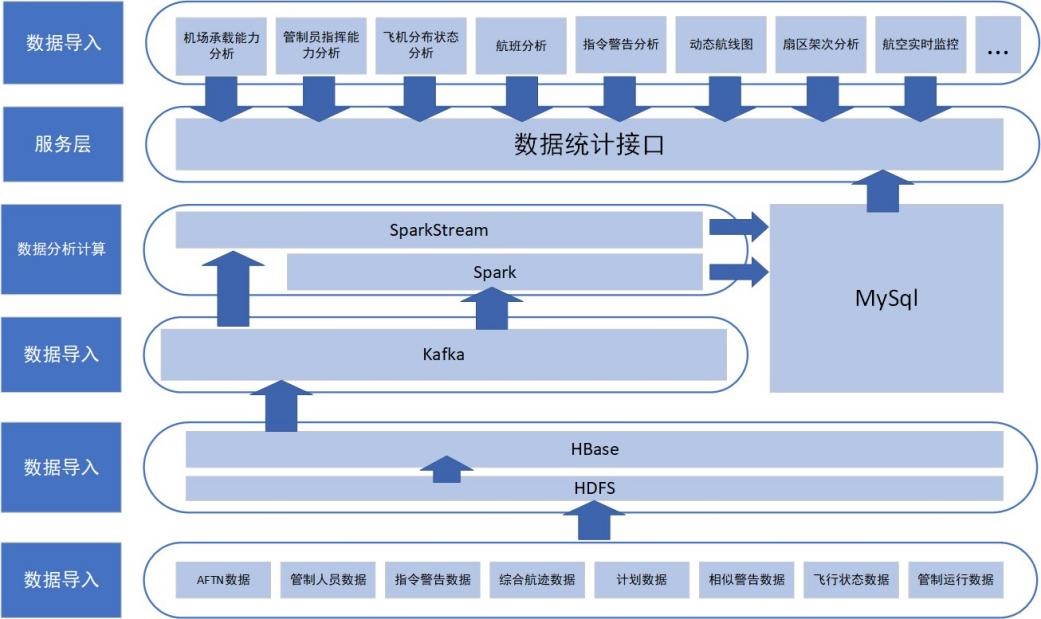 数据导入
机场承载能力
分析
管制员指挥能
力分析
飞机分布状态
分析
航班分析
指令警告分析
动态航线图
扇区架次分析
航空实时监控
...
服务层
数据统计接口
数据分析计算
SparkStream
Spark
MySql
数据导入
Kafka
数据导入
HBase
HDFS
数据导入
AFTN数据
管制人员数据
指令警告数据
综合航迹数据
计划数据
相似警告数据
飞行状态数据
管制运行数据